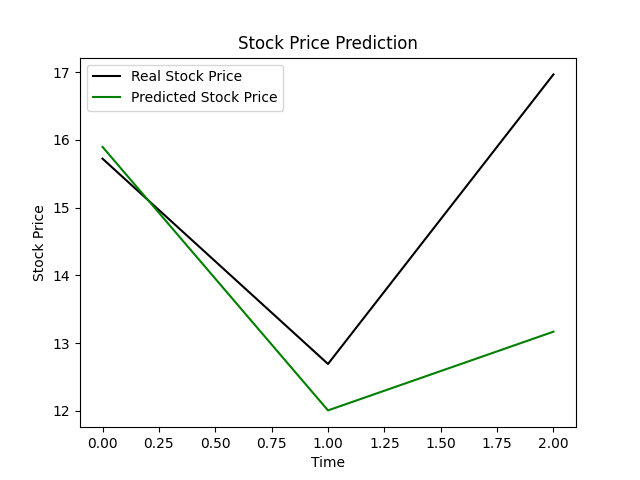 Stock Price Prediction
Real Stock Price
Predicted Stock Price
Stock Price
17
16
15
14
13
12
0.00 0.25 0.50 0.75 1.00 1.25 1.50 1.75 2.00
Time